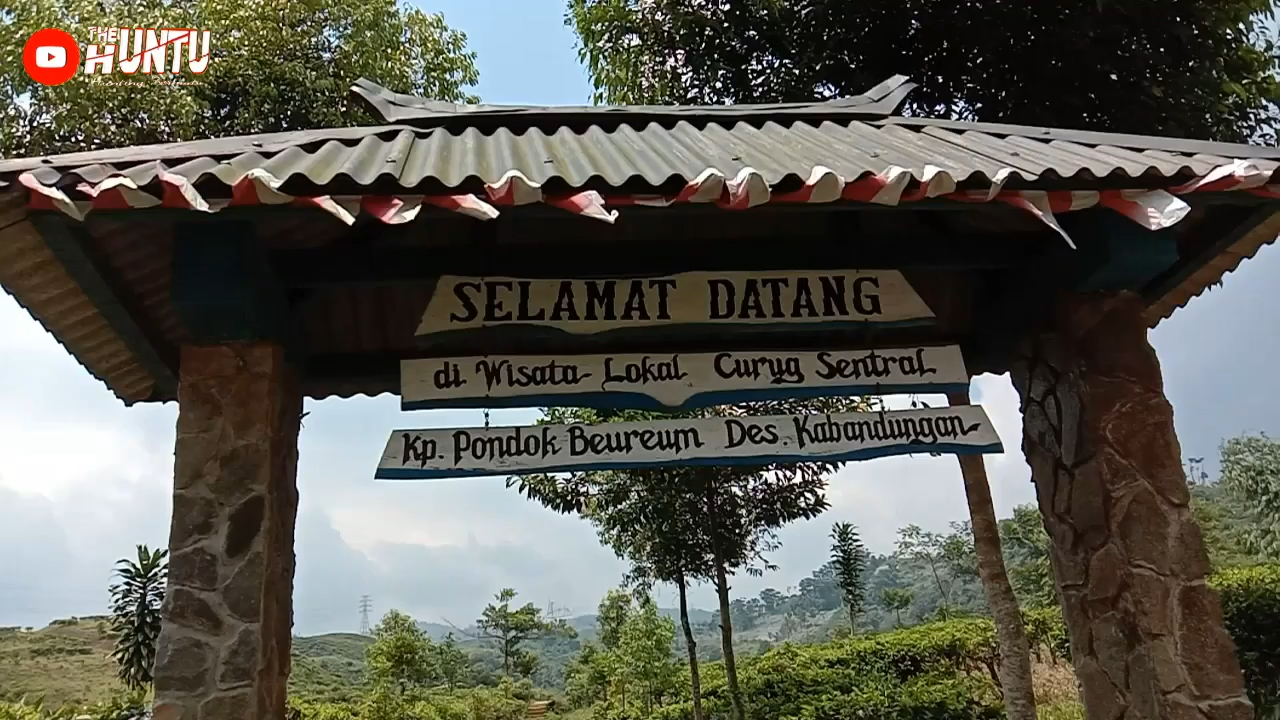 THE
HUNTU
SELAMAT DATANG
di Wisata Lokal Curug Sentral
Kp. Pondok Beureum Des. Kabandungan